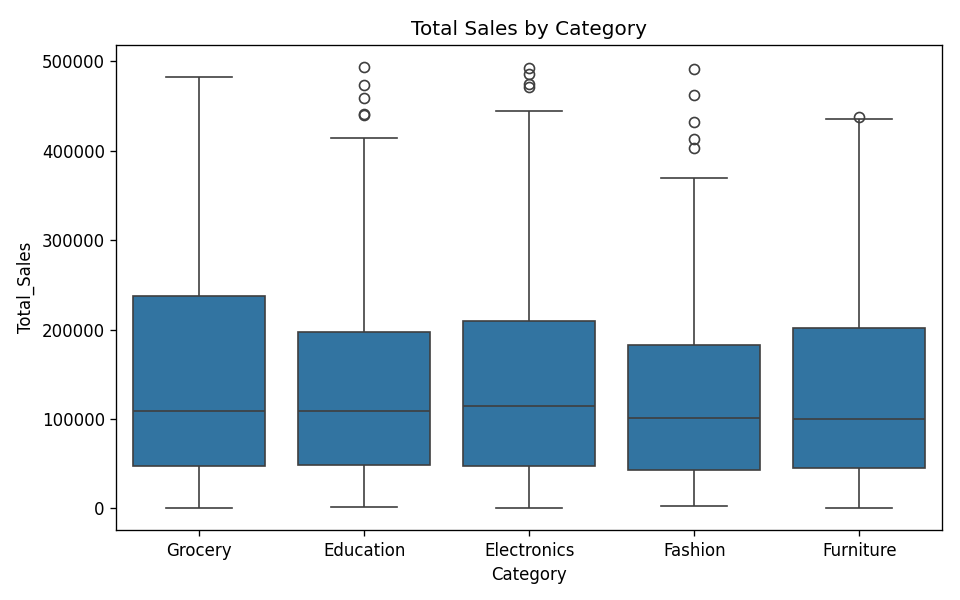 Total Sales by Category
Total_Sales
500000
400000
300000
200000
100000
0
Grocery Education Electronics Fashion Furniture
Category